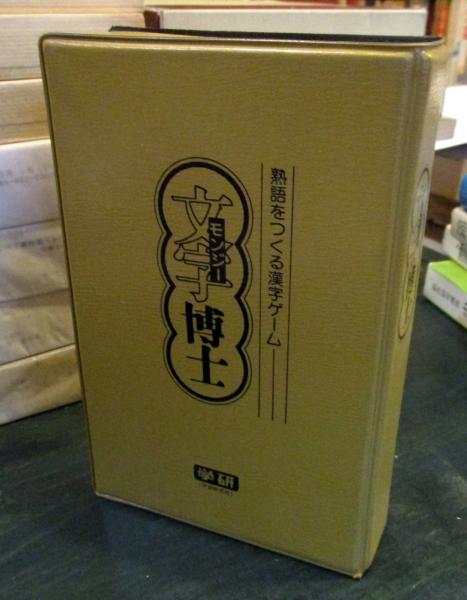 熟語をつくる漢字ゲーム
文字博士
モンジー
学研